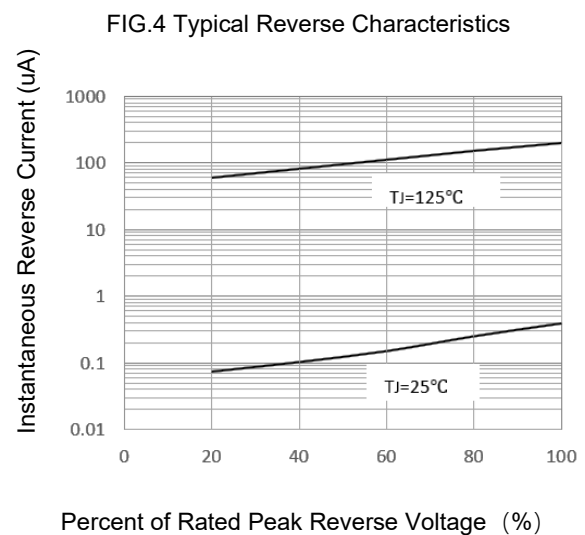 FIG.4 Typical Reverse Characteristics
Instantaneous Reverse Current (uA)
1000
100
10
1
0.1
0.01
TJ=125℃
TJ=25℃
0 20 40 60 80 100
Percent of Rated Peak Reverse Voltage（%）